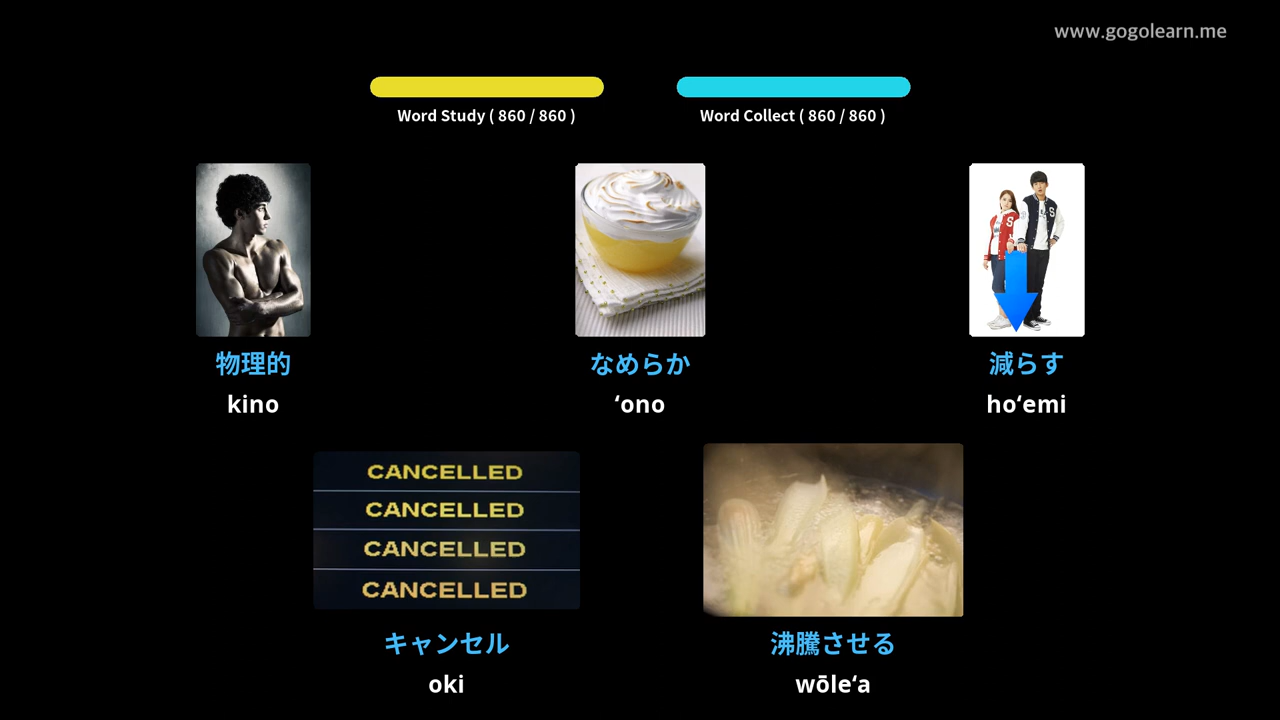 www.gogolearn.me
Word Study ( 860 / 860 )
Word Collect ( 860 / 860 )
物理的
kino
なめらか
ʻono
S
S
減らす
hoʻemi
CANCELLED
CANCELLED
CANCELLED
CANCELLED
キャンセル
oki
沸騰させる
wōleʻa